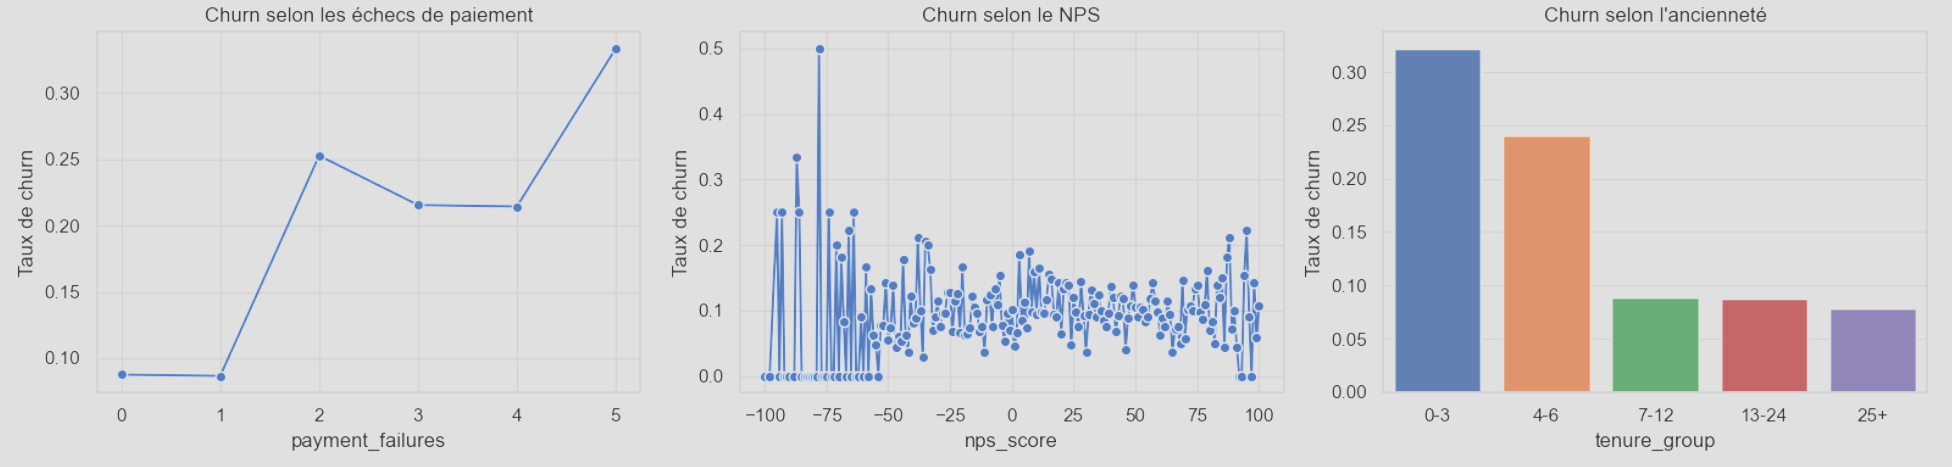 Churn selon les échecs de paiement
Taux de churn
0.30
0.25
0.20
0.15
0.10
0 1 2 3 4 5
payment_failures
Churn selon le NPS
Taux de churn
0.5
0.4
0.3
0.2
0.1
0.0
−100 −75 −50 −25 0 25 50 75 100
nps_score
Churn selon l'ancienneté
Taux de churn
0.30
0.25
0.20
0.15
0.10
0.05
0.00
0-3 4-6 7-12 13-24 25+
tenure_group